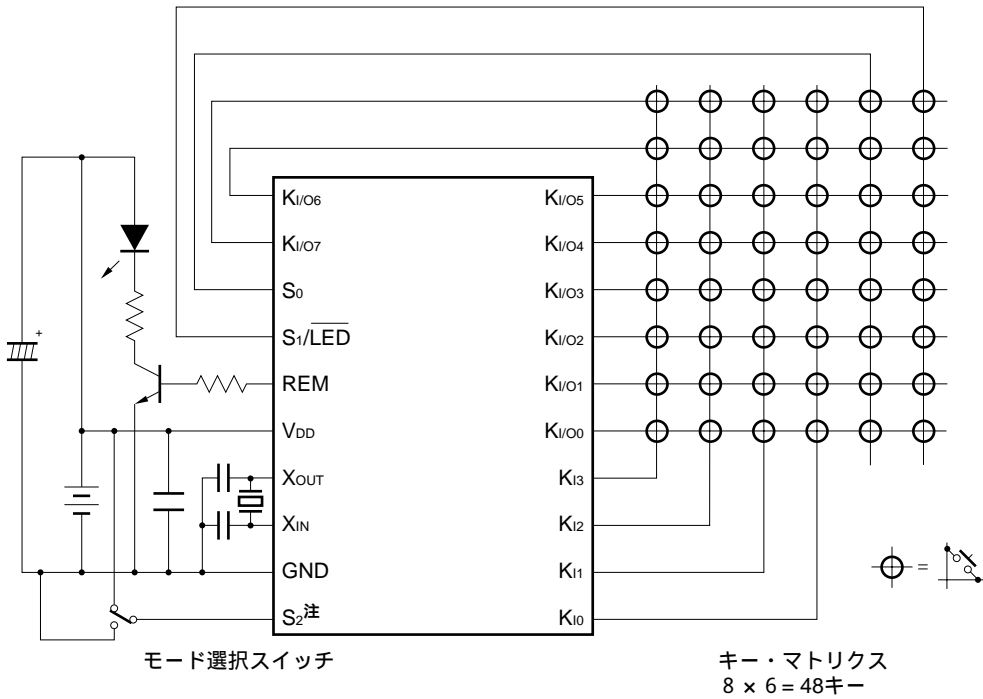 KI/O6
KI/O7
S0
S1/LED
REM
VDD
XOUT
XIN
GND
S2注
KI/O5
KI/O4
KI/O3
KI/O2
KI/O1
KI/O0
KI3
KI2
KI1
KI0
+
=
モード選択スイッチ
キー・マトリクス
8 × 6 = 48キー